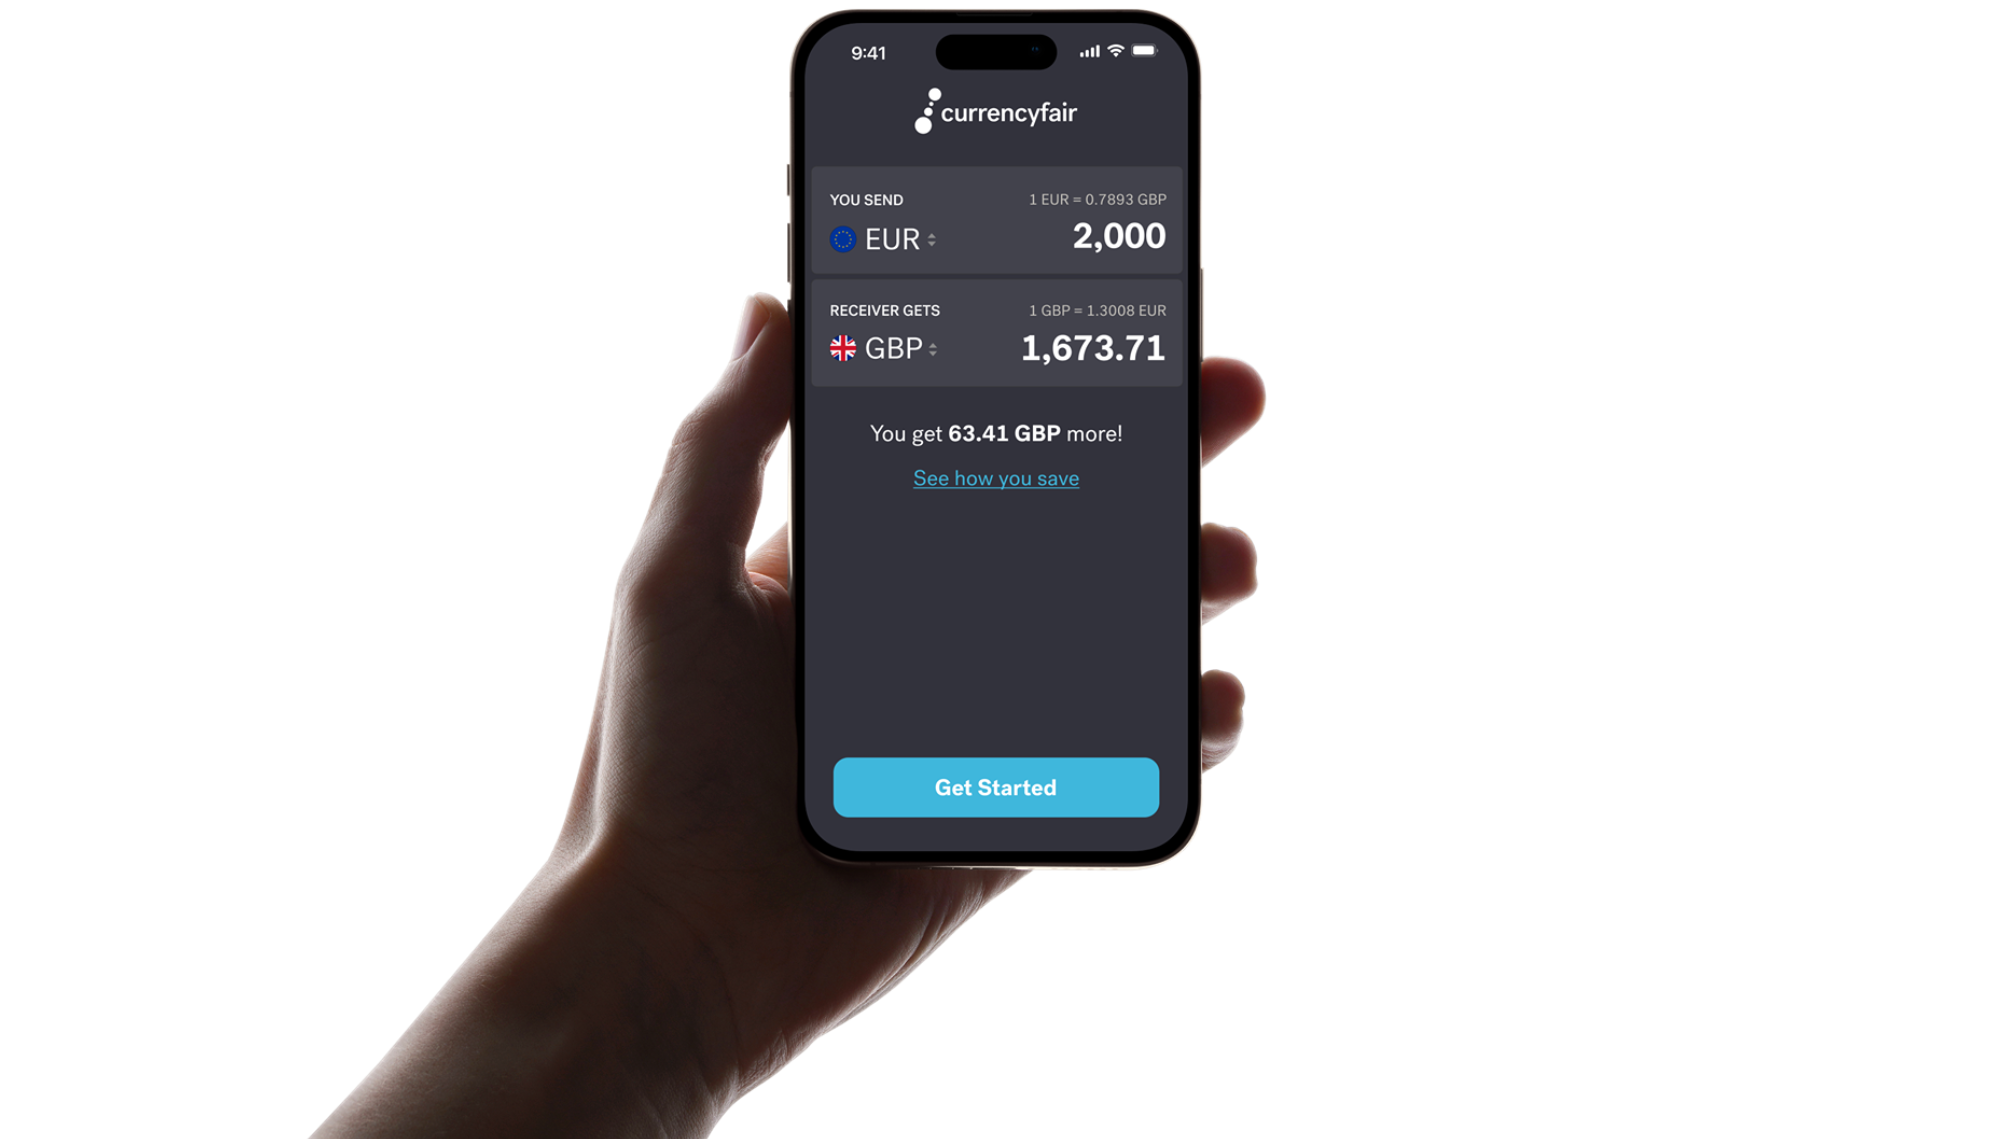 9:41
currencyfair
YOU SEND
1 EUR = 0.7893 GBP
EUR
2,000
RECEIVER GETS
1 GBP = 1.3008 EUR
GBP
1,673.71
You get 63.41 GBP more!
See how you save
Get Started